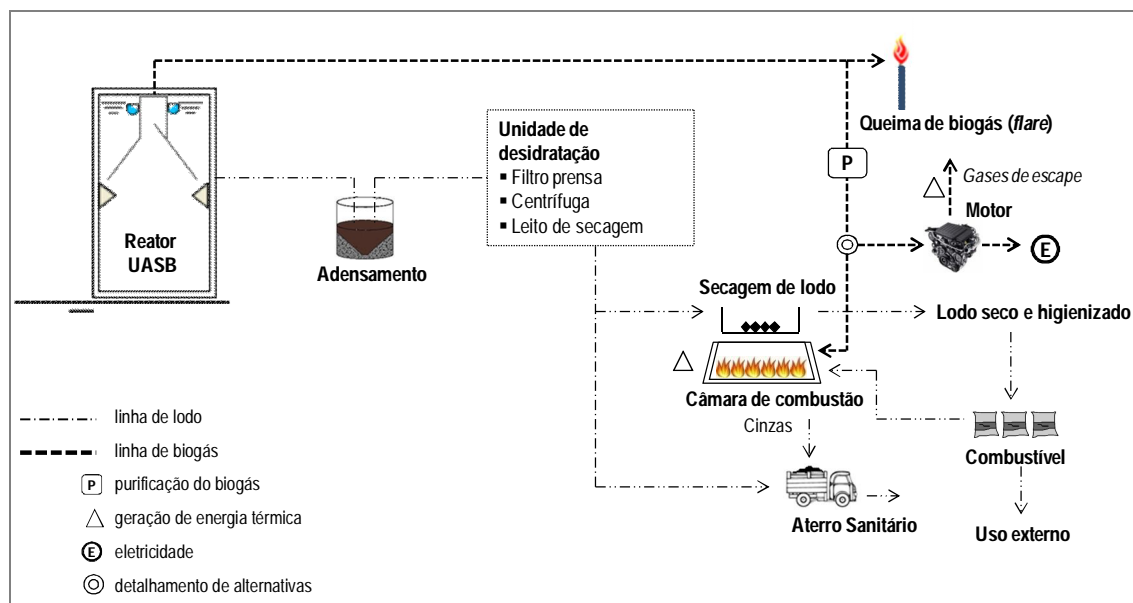 Queima de biogás (flare)
Unidade de
desidratação
▪ Filtro prensa
▪ Centrífuga
▪ Leito de secagem
P
Gases de escape
Motor
E
Reator
UASB
Adensamento
Secagem de lodo
Lodo seco e higienizado
Câmara de combustão
Cinzas
Combustível
Aterro Sanitário
Uso externo
linha de lodo
linha de biogás
P purificação do biogás
geração de energia térmica
E eletricidade
detalhamento de alternativas